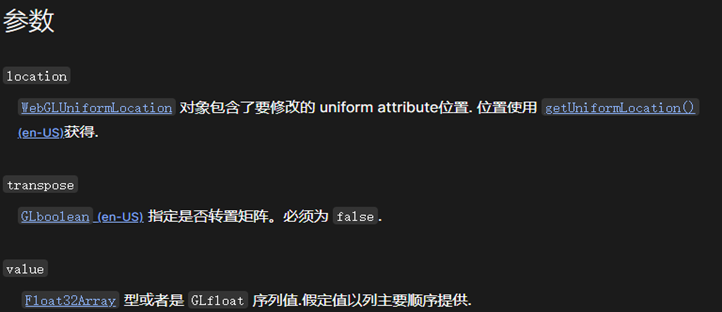 参数
location
WebGLUniformLocation 对象包含了要修改的 uniform attribute位置. 位置使用 getUniformLocation()
(en-US)获得.
transpose
GLboolean (en-US) 指定是否转置矩阵。必须为 false.
value
Float32Array 型或者是 GLfloat 序列值.假定值以列主要顺序提供.